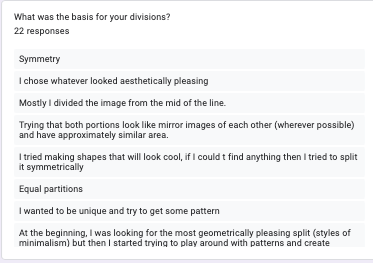 What was the basis for your divisions?
22 responses
Symmetry
I chose whatever looked aesthetically pleasing
Mostly I divided the image from the mid of the line.
Trying that both portions look like mirror images of each other (wherever possible)
and have approximately similar area.
I tried making shapes that will look cool, if I could t find anything then I tried to split
it symmetrically
Equal partitions
I wanted to be unique and try to get some pattern
At the beginning, I was looking for the most geometrically pleasing split (styles of
minimalism) but then I started trying to play around with patterns and create